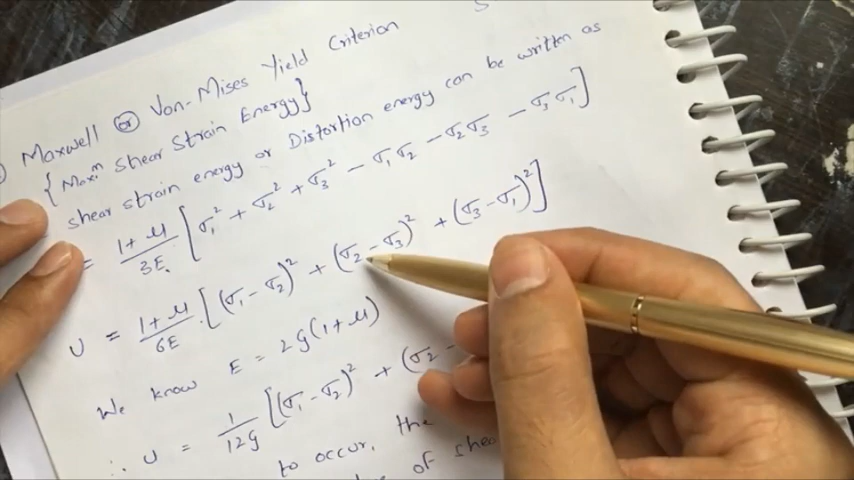 Maxwell or Von-Mises Yield Criterion
{Maxᵐ Shear Strain Energy}
shear strain energy or Distortion energy can be written as
= 1+μ/3E [σ₁² + σ₂² + σ₃² - σ₁σ₂ - σ₂σ₃ - σ₃σ₁]
U = 1+μ/6E [(σ₁-σ₂)² + (σ₂-σ₃)² + (σ₃-σ₁)²]
We know E = 2G(1+μ)
∴ U = 1/12G [(σ₁-σ₂)² + (σ₂ -
to occur, the
of shea